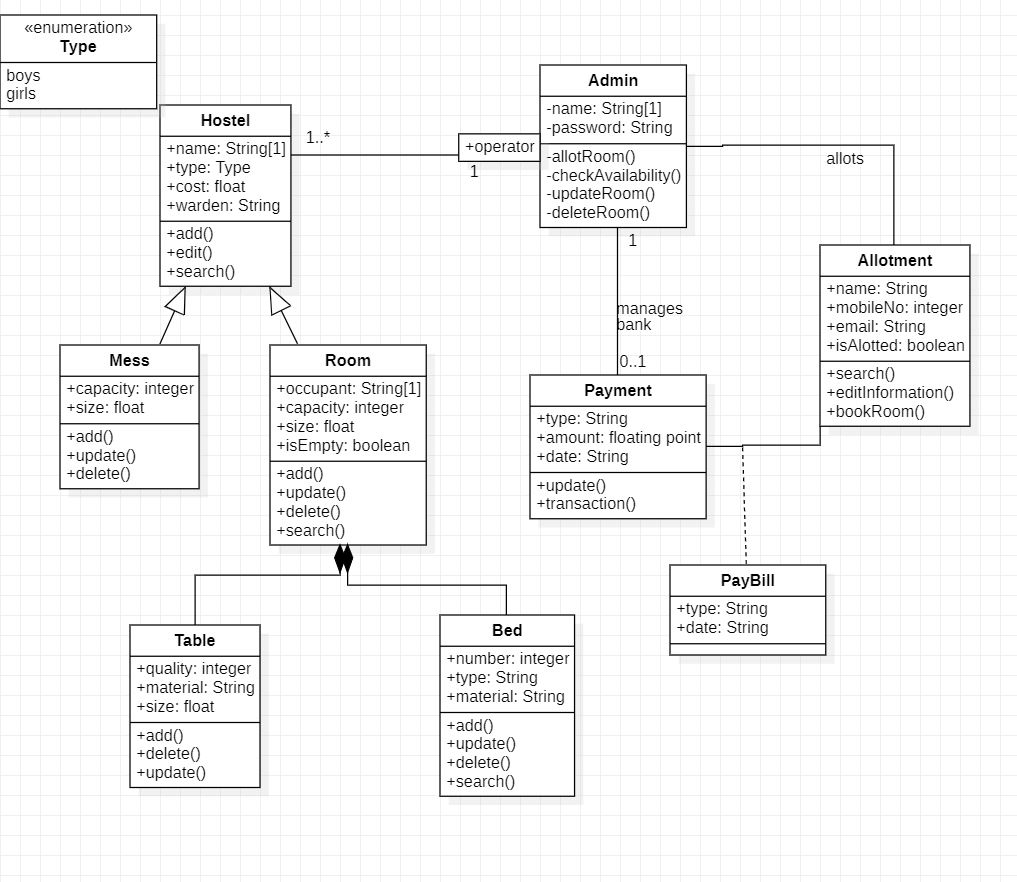 «enumeration»
Type
boys
girls
Hostel
+name: String[1]
+type: Type
+cost: float
+warden: String
+add()
+edit()
+search()
1..*
+operator
1
Admin
-name: String[1]
-password: String
-allotRoom()
-checkAvailability()
-updateRoom()
-deleteRoom()
allots
1
manages
bank
0..1
Allotment
+name: String
+mobileNo: integer
+email: String
+isAlotted: boolean
+search()
+editInformation()
+bookRoom()
Mess
+capacity: integer
+size: float
+add()
+update()
+delete()
Room
+occupant: String[1]
+capacity: integer
+size: float
+isEmpty: boolean
+add()
+update()
+delete()
+search()
Payment
+type: String
+amount: floating point
+date: String
+update()
+transaction()
PayBill
+type: String
+date: String
Table
+quality: integer
+material: String
+size: float
+add()
+delete()
+update()
Bed
+number: integer
+type: String
+material: String
+add()
+update()
+delete()
+search()